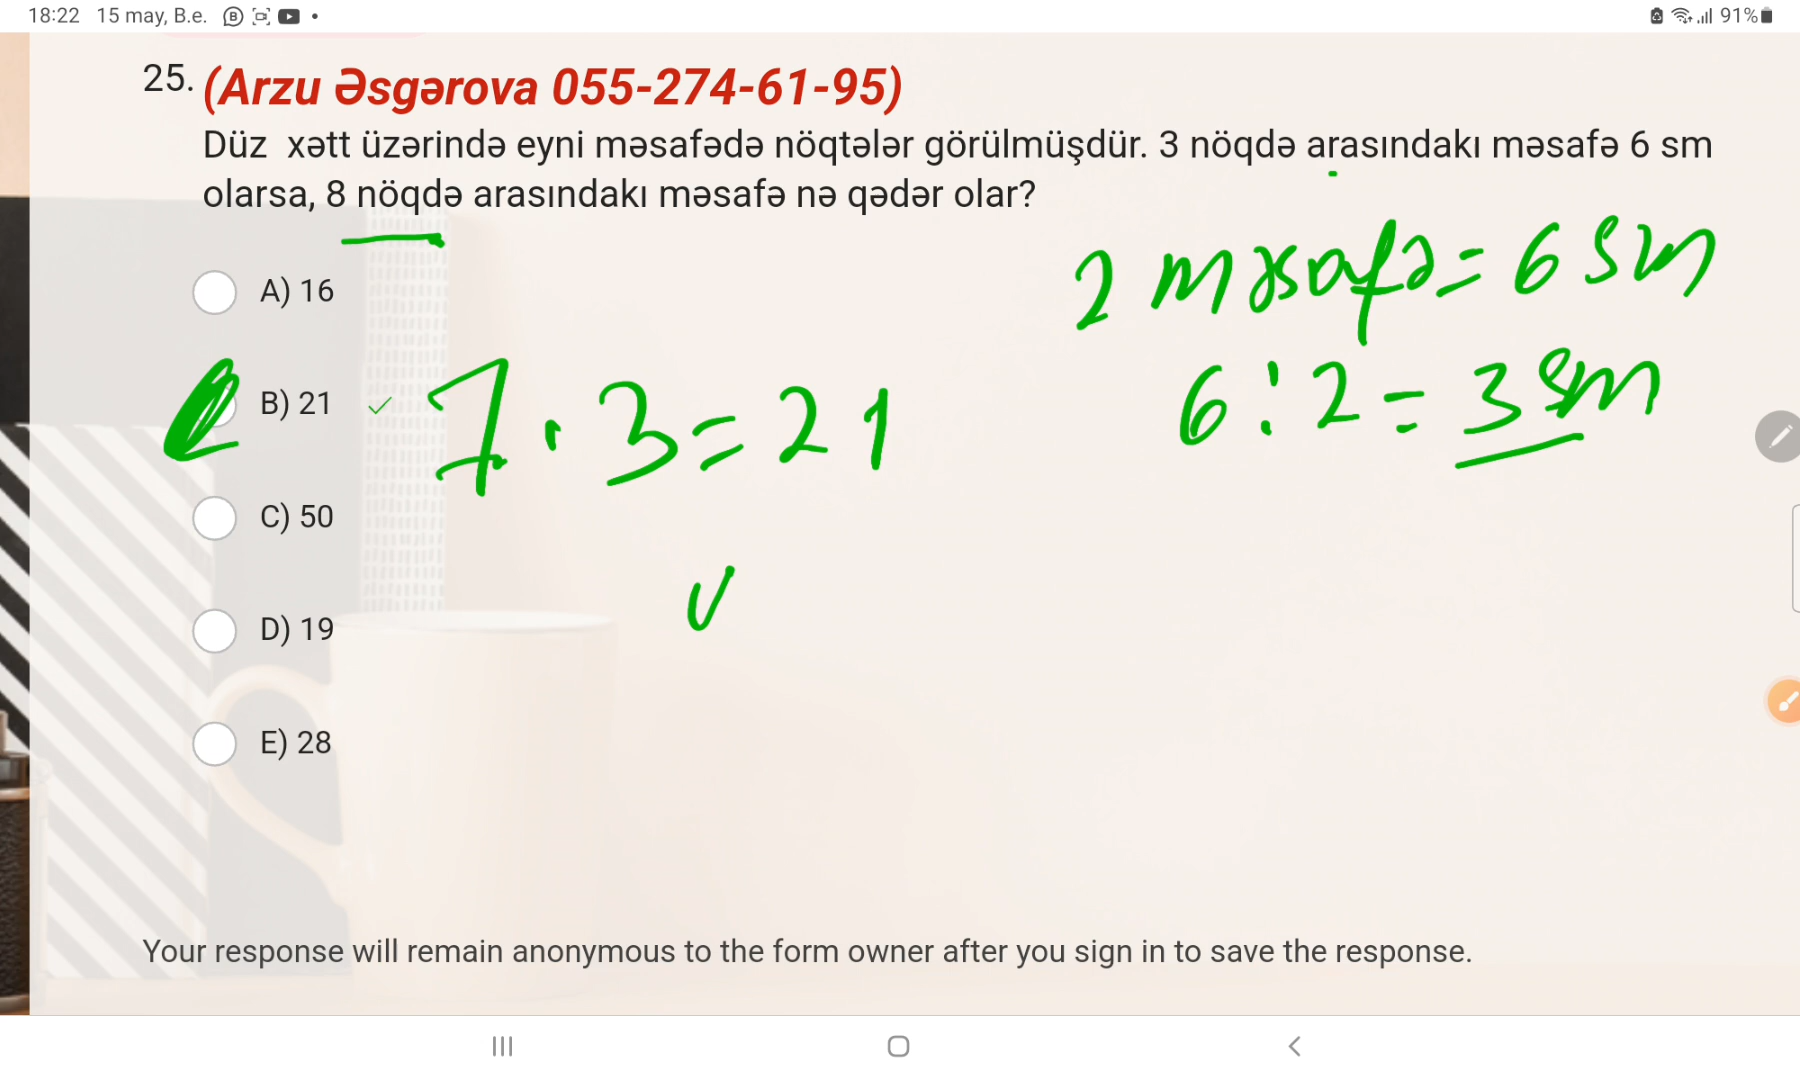 18:22 15 may, B.e. 91%
25. (Arzu Əsgərova 055-274-61-95)
Düz xətt üzərində eyni məsafədə nöqtələr görülmüşdür. 3 nöqdə arasındakı məsafə 6 sm
olarsa, 8 nöqdə arasındakı məsafə nə qədər olar?
2 məsafə = 6 sm
A) 16
6 : 2 = 3 sm
B) 21 ✓ 7 · 3 = 21
C) 50
D) 19
E) 28
Your response will remain anonymous to the form owner after you sign in to save the response.